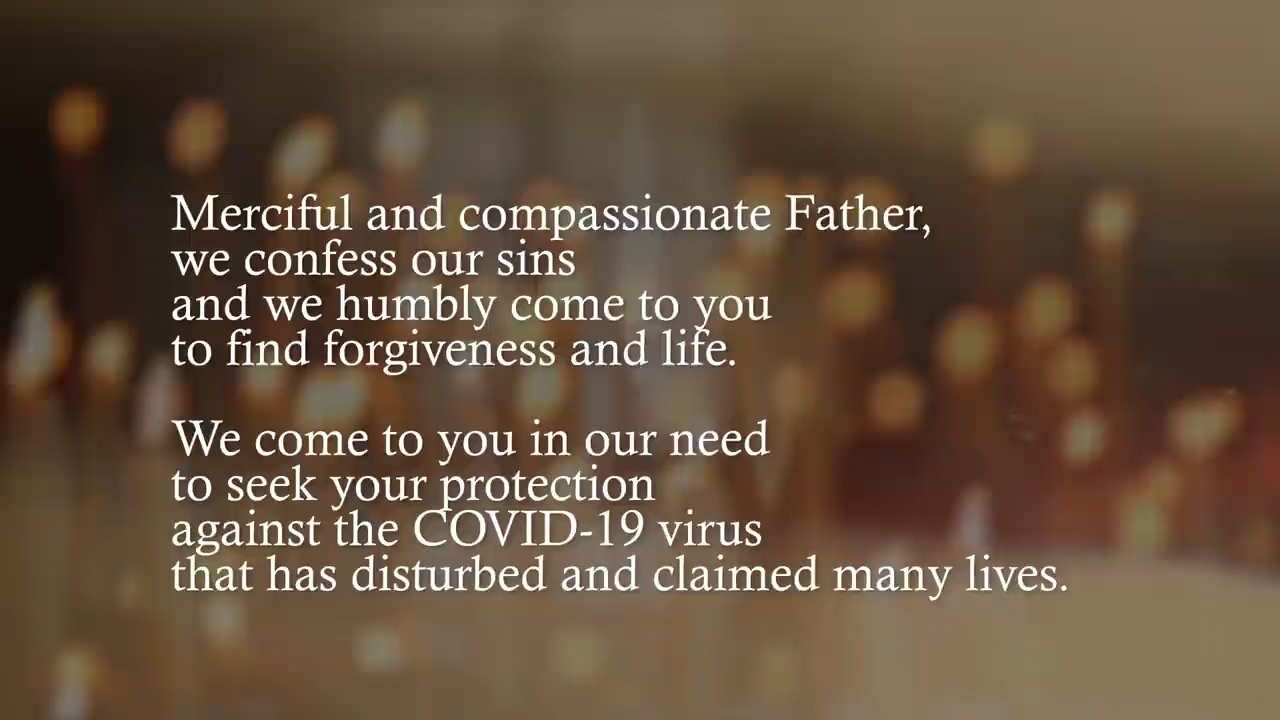 Merciful and compassionate Father,
we confess our sins
and we humbly come to you
to find forgiveness and life.
We come to you in our need
to seek your protection
against the COVID-19 virus
that has disturbed and claimed many lives.